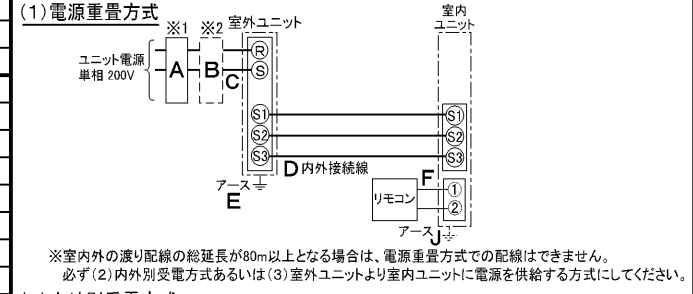 (1)電源重畳方式
※1 ※2 室外ユニット
室内
ユニット
ユニット電源
単相 200V
A B C
R
S
S1 S1
S2 S2
S3 S3
D 内外接続線
アース
E
リモコン
F
①
②
アース J
※室内外の渡り配線の総延長が80m以上となる場合は、電源重畳方式での配線はできません。
必ず(2)内外別受電方式あるいは(3)室外ユニットより室内ユニットに電源を供給する方式にしてください。